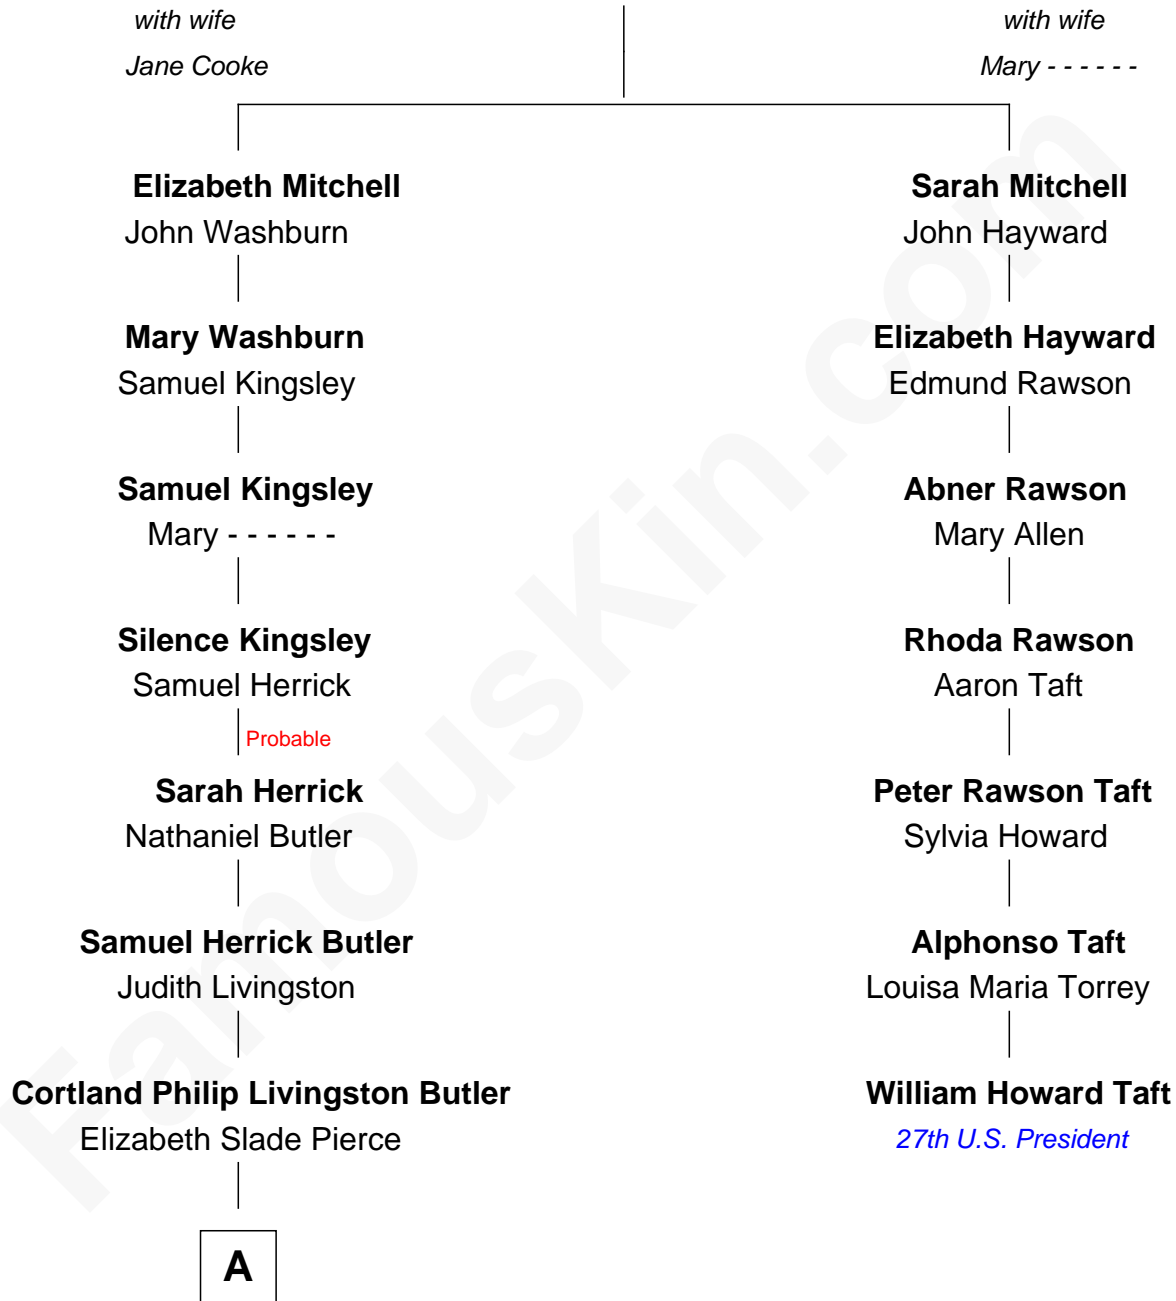 with wife
Jane Cooke
with wife
Mary - - - - - -
Elizabeth Mitchell
John Washburn
Sarah Mitchell
John Hayward
Mary Washburn
Samuel Kingsley
Elizabeth Hayward
Edmund Rawson
Samuel Kingsley
Mary - - - - - -
Abner Rawson
Mary Allen
Silence Kingsley
Samuel Herrick
Rhoda Rawson
Aaron Taft
Probable
Sarah Herrick
Nathaniel Butler
Peter Rawson Taft
Sylvia Howard
Samuel Herrick Butler
Judith Livingston
Alphonso Taft
Louisa Maria Torrey
Cortland Philip Livingston Butler
Elizabeth Slade Pierce
William Howard Taft
27th U.S. President
A
FamousKin.com